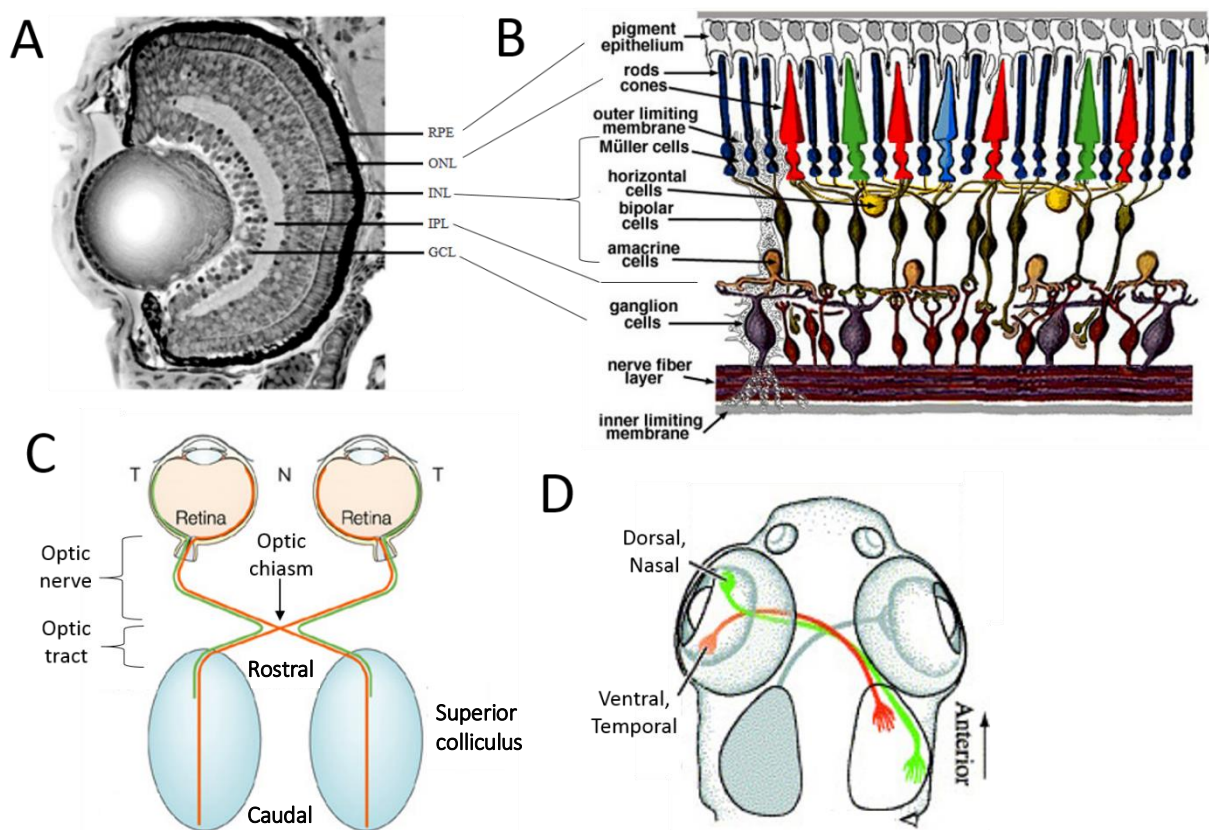 A
RPE
ONL
INL
IPL
GCL
B
pigment
epithelium
rods
cones
outer limiting
membrane
Müller cells
horizontal
cells
bipolar
cells
amacrine
cells
ganglion
cells
nerve fiber
layer
inner limiting
membrane
C
T
N
T
Retina
Retina
Optic
nerve
Optic
chiasm
Optic
tract
Rostral
Superior
colliculus
Caudal
D
Dorsal,
Nasal
Ventral,
Temporal
Anterior